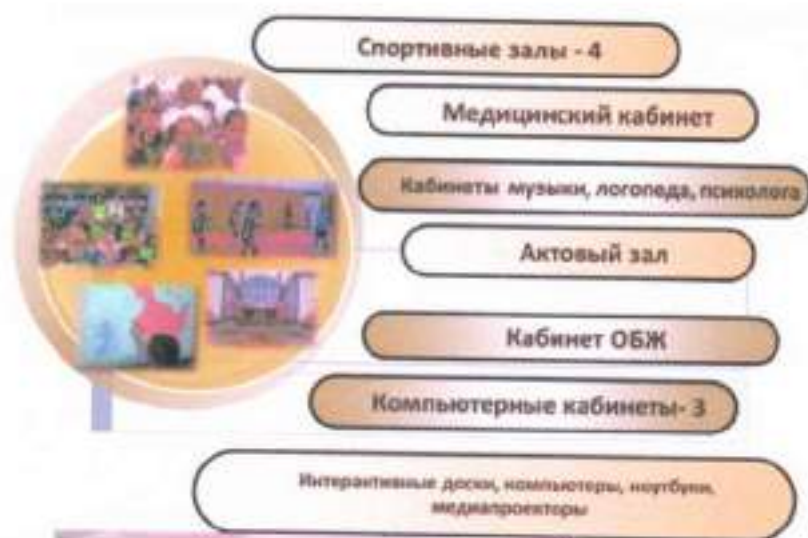 Спортивные залы - 4
Медицинский кабинет
Кабинеты музыки, логопеда, психолога
Актовый зал
Кабинет ОБЖ
Компьютерные кабинеты- 3
Интерактивные доски, компьютеры, ноутбуки,
медиапроекторы